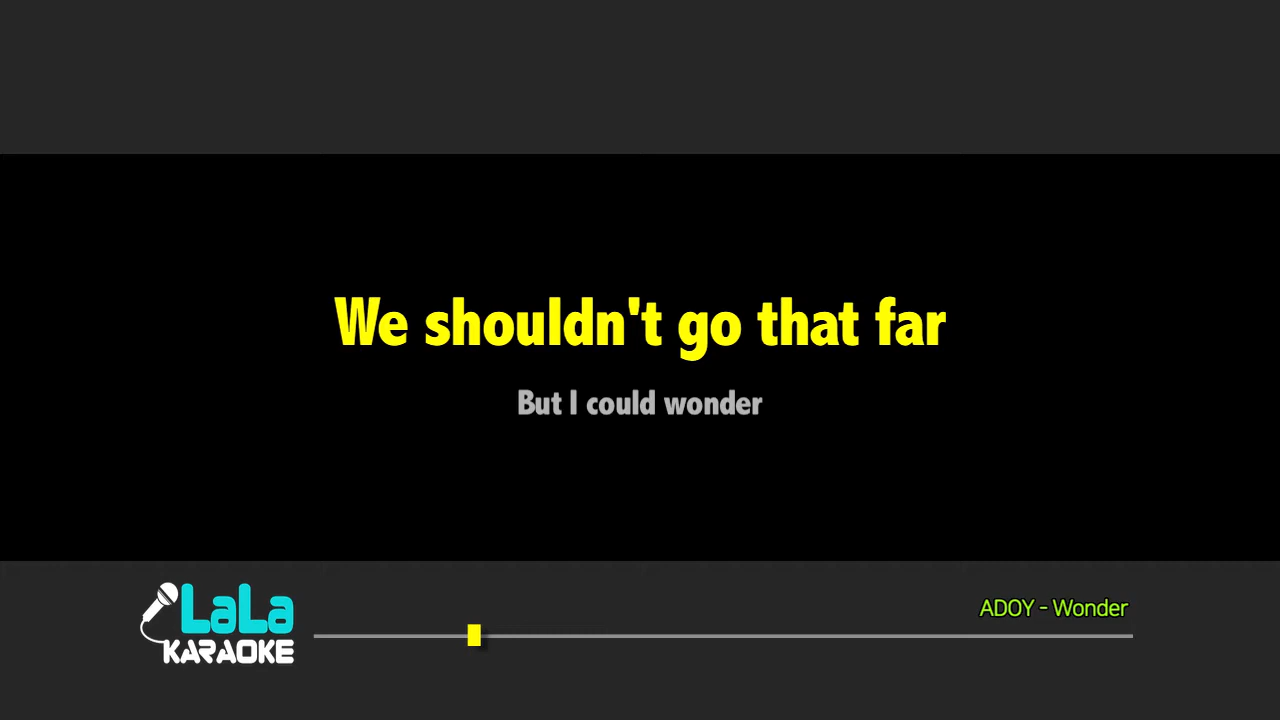 We shouldn't go that far
But I could wonder
ADOY - Wonder
LaLa
KARAOKE